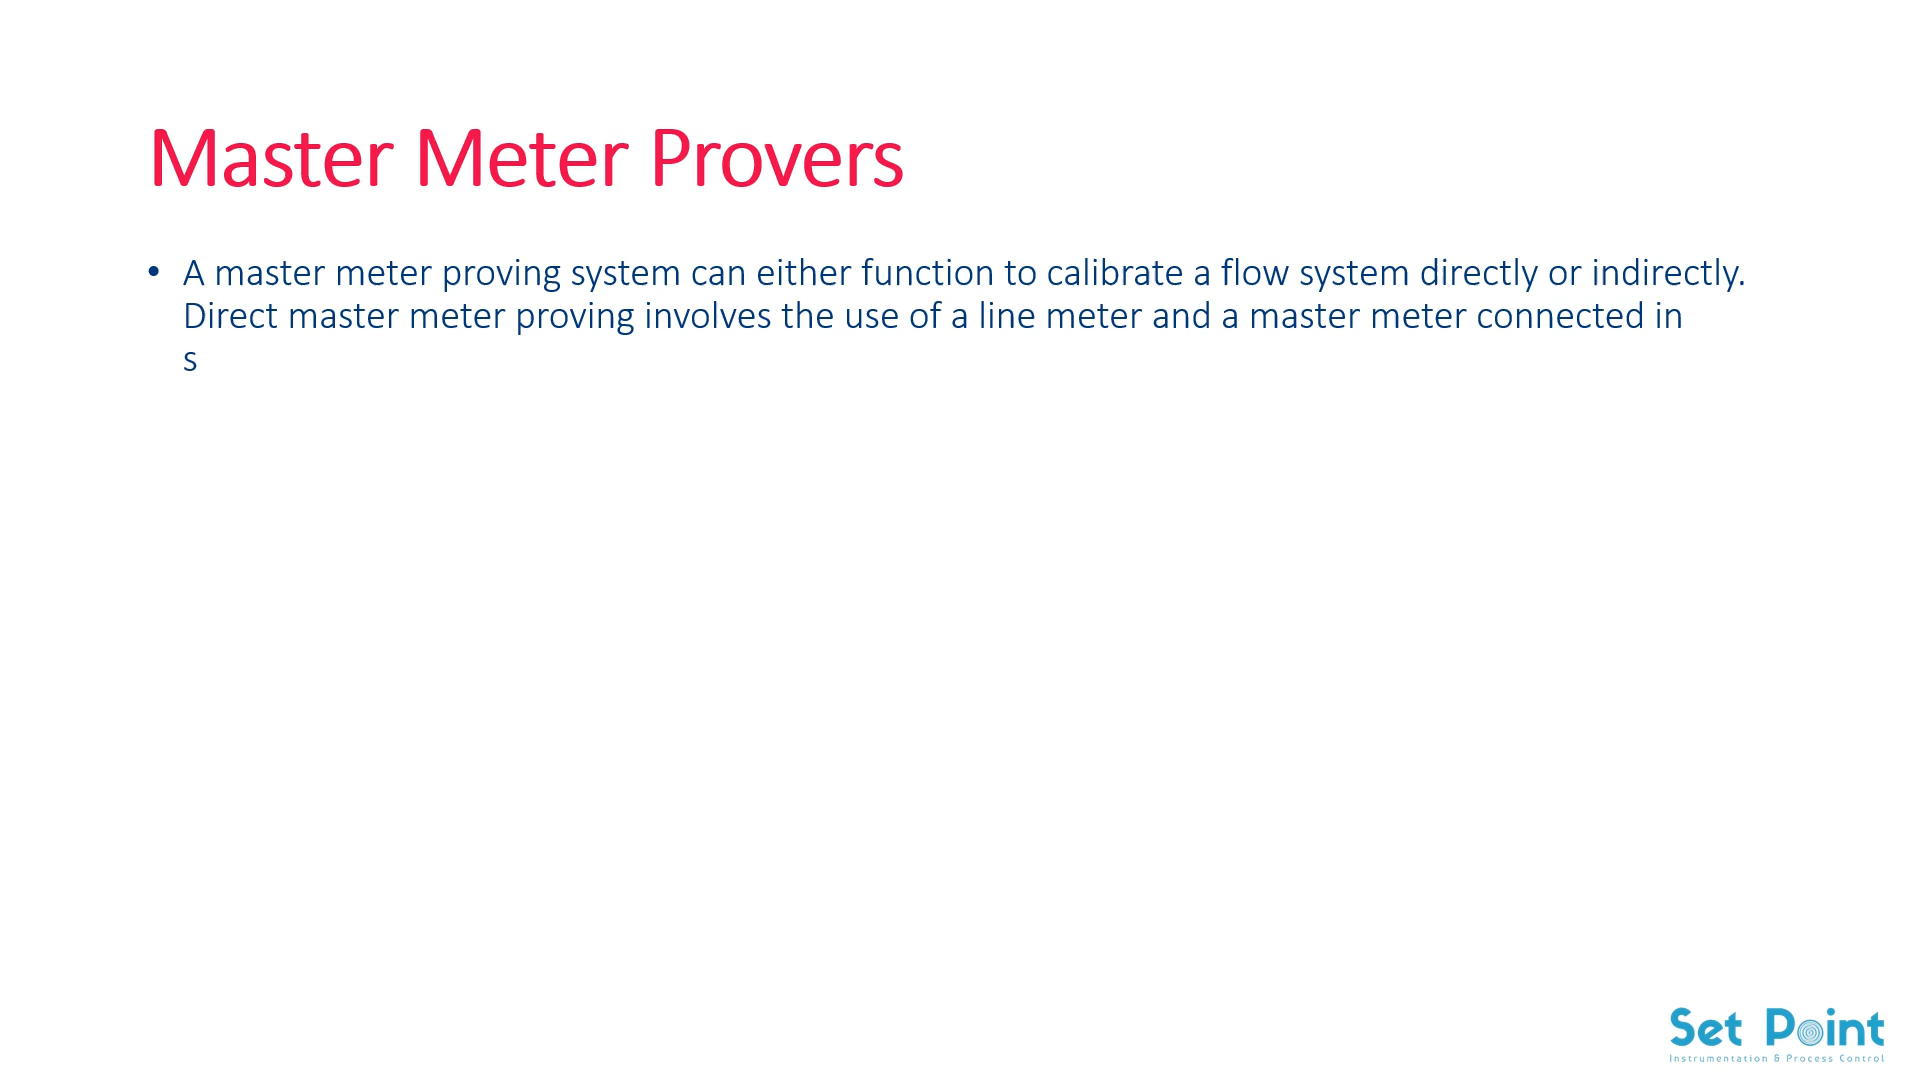 Master Meter Provers
• A master meter proving system can either function to calibrate a flow system directly or indirectly.
Direct master meter proving involves the use of a line meter and a master meter connected in
s
Set Point
Instrumentation & Process Control